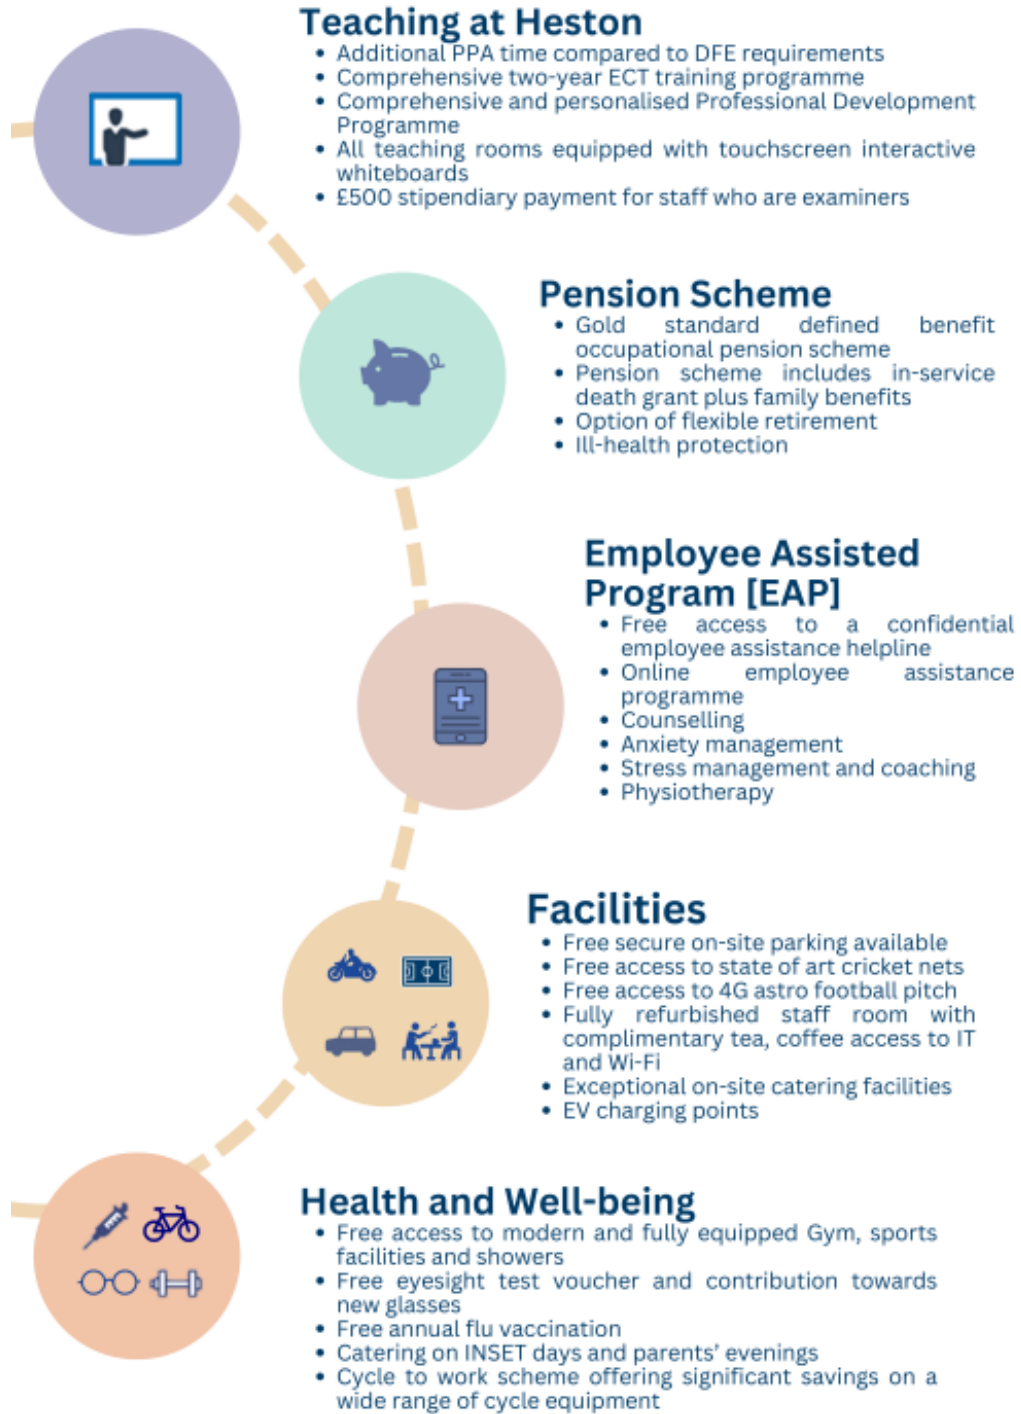 Teaching at Heston
• Additional PPA time compared to DFE requirements
• Comprehensive two-year ECT training programme
• Comprehensive and personalised Professional Development
Programme
• All teaching rooms equipped with touchscreen interactive
whiteboards
• £500 stipendiary payment for staff who are examiners
Pension Scheme
• Gold standard defined benefit
occupational pension scheme
• Pension scheme includes in-service
death grant plus family benefits
• Option of flexible retirement
• Ill-health protection
Employee Assisted
Program [EAP]
• Free access to a confidential
employee assistance helpline
• Online employee assistance
programme
• Counselling
• Anxiety management
• Stress management and coaching
• Physiotherapy
Facilities
• Free secure on-site parking available
• Free access to state of art cricket nets
• Free access to 4G astro football pitch
• Fully refurbished staff room with
complimentary tea, coffee access to IT
and Wi-Fi
• Exceptional on-site catering facilities
• EV charging points
Health and Well-being
• Free access to modern and fully equipped Gym, sports
facilities and showers
• Free eyesight test voucher and contribution towards
new glasses
• Free annual flu vaccination
• Catering on INSET days and parents' evenings
• Cycle to work scheme offering significant savings on a
wide range of cycle equipment